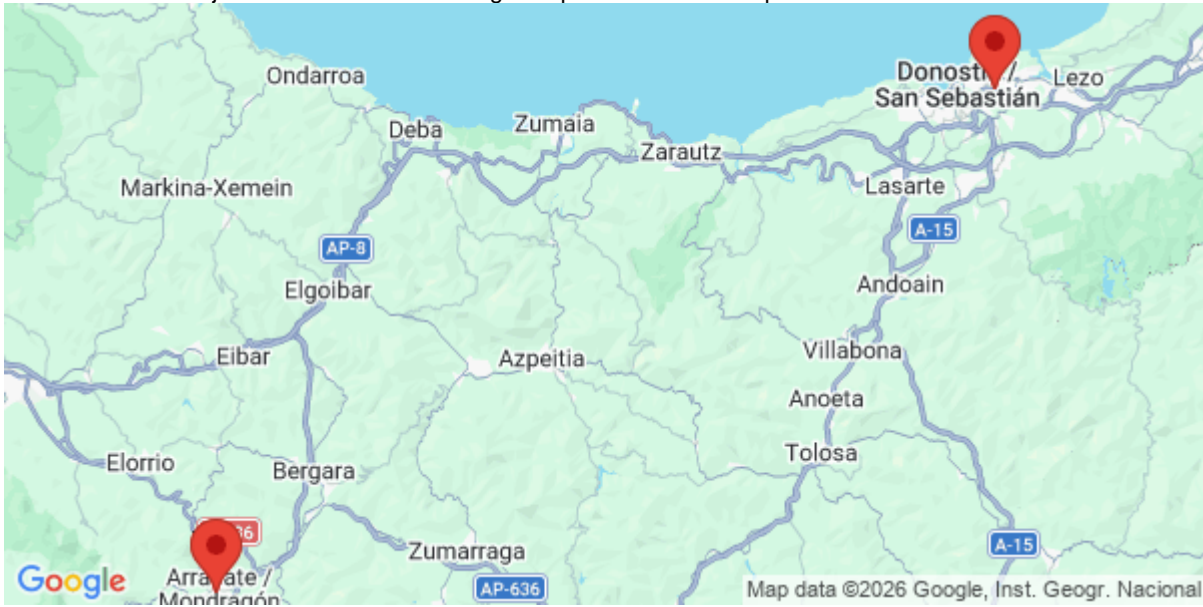 Ondarroa
Donostia /
San Sebastián
Lezo
Deba
Zumaia
Zarautz
Lasarte
Markina-Xemein
AP-8
A-15
Elgoibar
Andoain
Eibar
Azpeitia
Villabona
Anoeta
Elorrio
Bergara
Tolosa
Zumarraga
A-15
Google
Mondragón
AP-636
Map data ©2026 Google, Inst. Geogr. Nacional